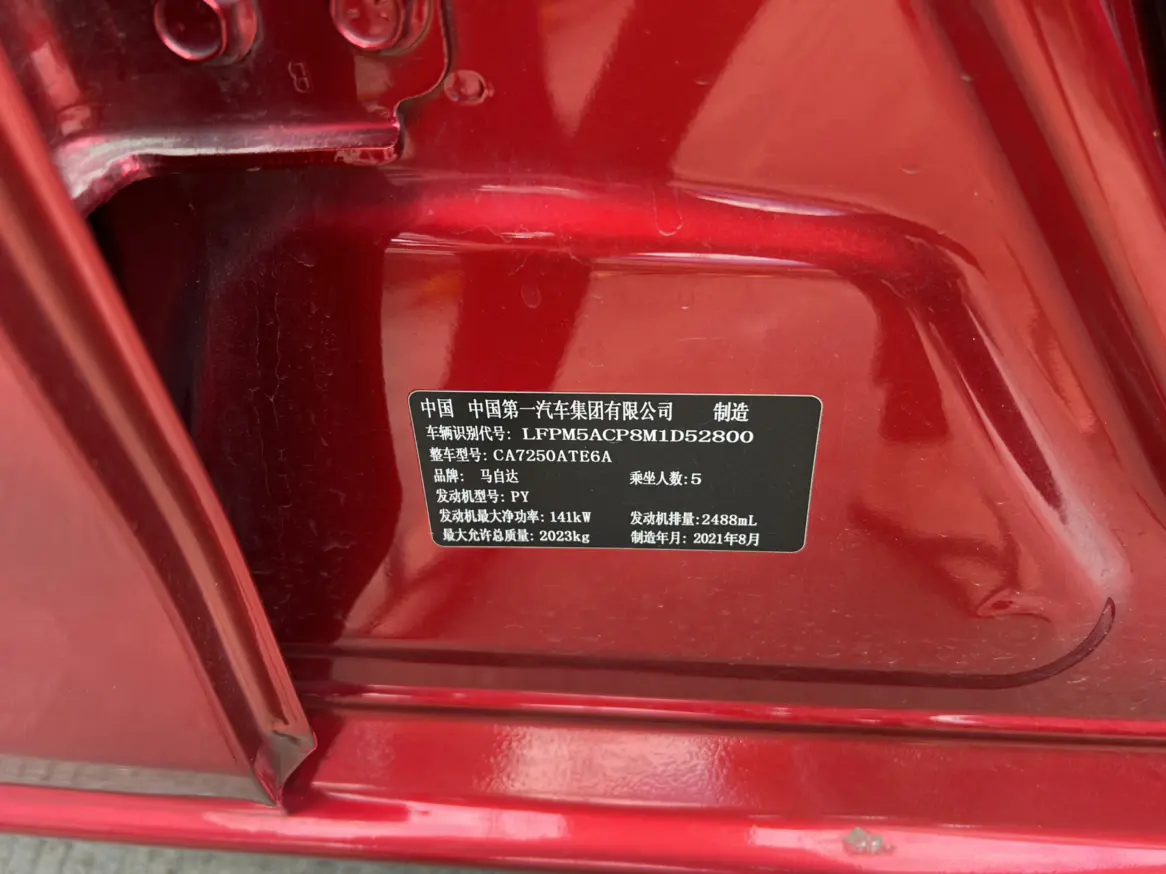 中国 中国第一汽车集团有限公司 制造
车辆识别代号: LFPM5ACP8M1D52800
整车型号: CA7250ATE6A
品牌: 马自达 乘坐人数: 5
发动机型号: PY
发动机最大净功率: 141kW 发动机排量: 2488mL
最大允许总质量: 2023kg 制造年月: 2021年8月